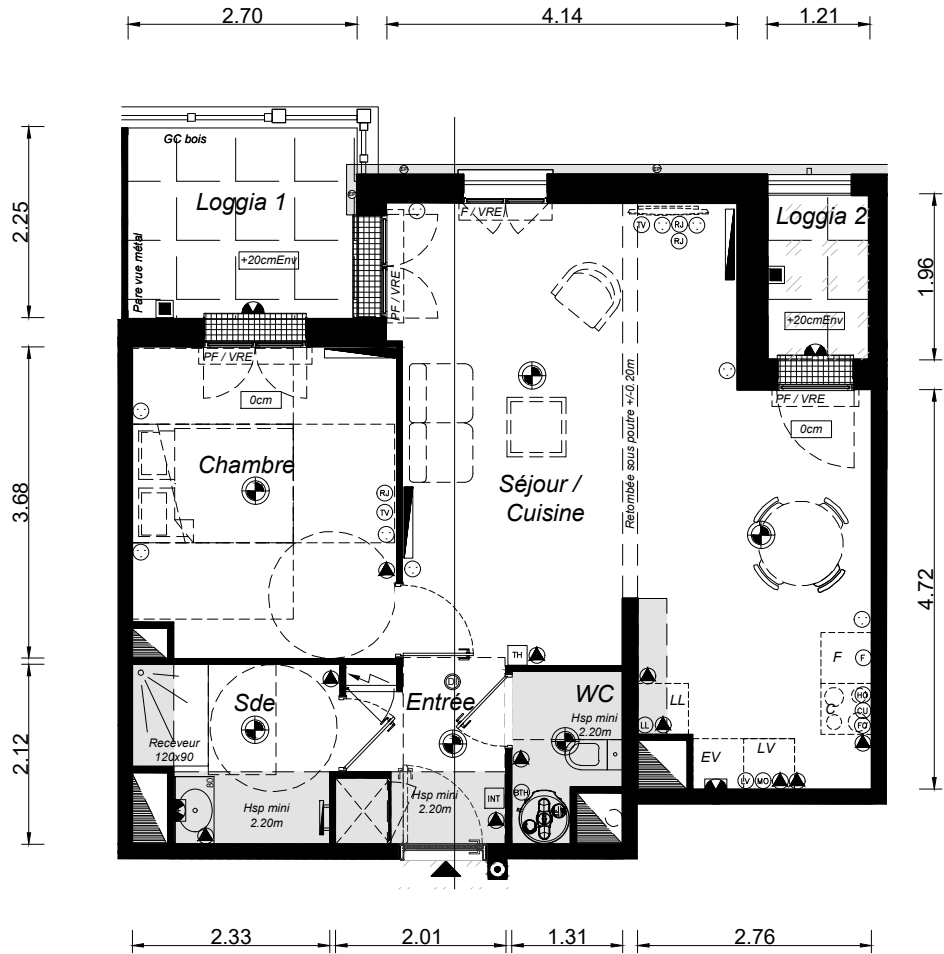 2.70
4.14
1.21
GC bois
Loggia 1
Pare vue métal
+20cmEnv
2.25
PF / VRE
F / VRE
TV
RJ
RJ
Loggia 2
+20cmEnv
1.96
PF / VRE
0cm
PF / VRE
0cm
Chambre
RJ
TV
3.68
Séjour /
Cuisine
Retombée sous poutre +/-0.20m
4.72
TH
F
F
LL
LL
C
HO
CU
FO
EV
LV
LV
MO
Sde
Entrée
WC
Hsp mini
2.20m
Receveur
120x90
2.12
80
Hsp mini
2.20m
Hsp mini
2.20m
INT
BTH
2.33
2.01
1.31
2.76